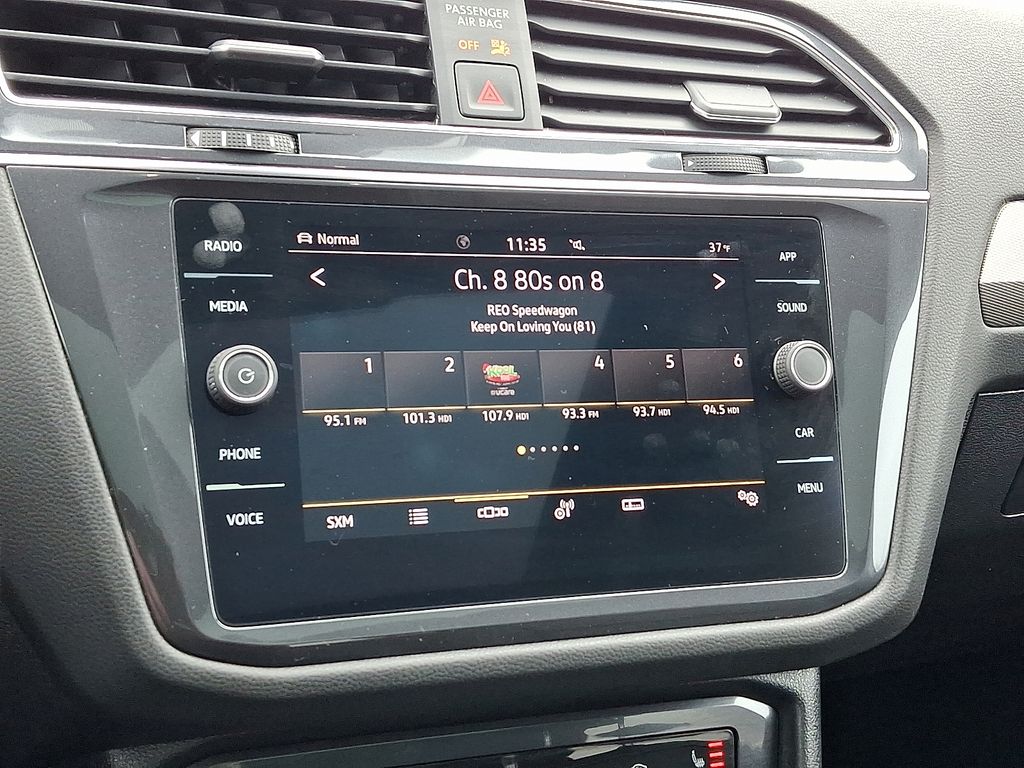 PASSENGER
AIR BAG
OFF
RADIO
MEDIA
PHONE
VOICE
Normal
11:35
37°F
Ch. 8 80s on 8
REO Speedwagon
Keep On Loving You (81)
1 2 4 5 6
95.1 FM 101.3 HD1 107.9 HD1 93.3 FM 93.7 HD1 94.5 HD1
SXM
APP
SOUND
CAR
MENU